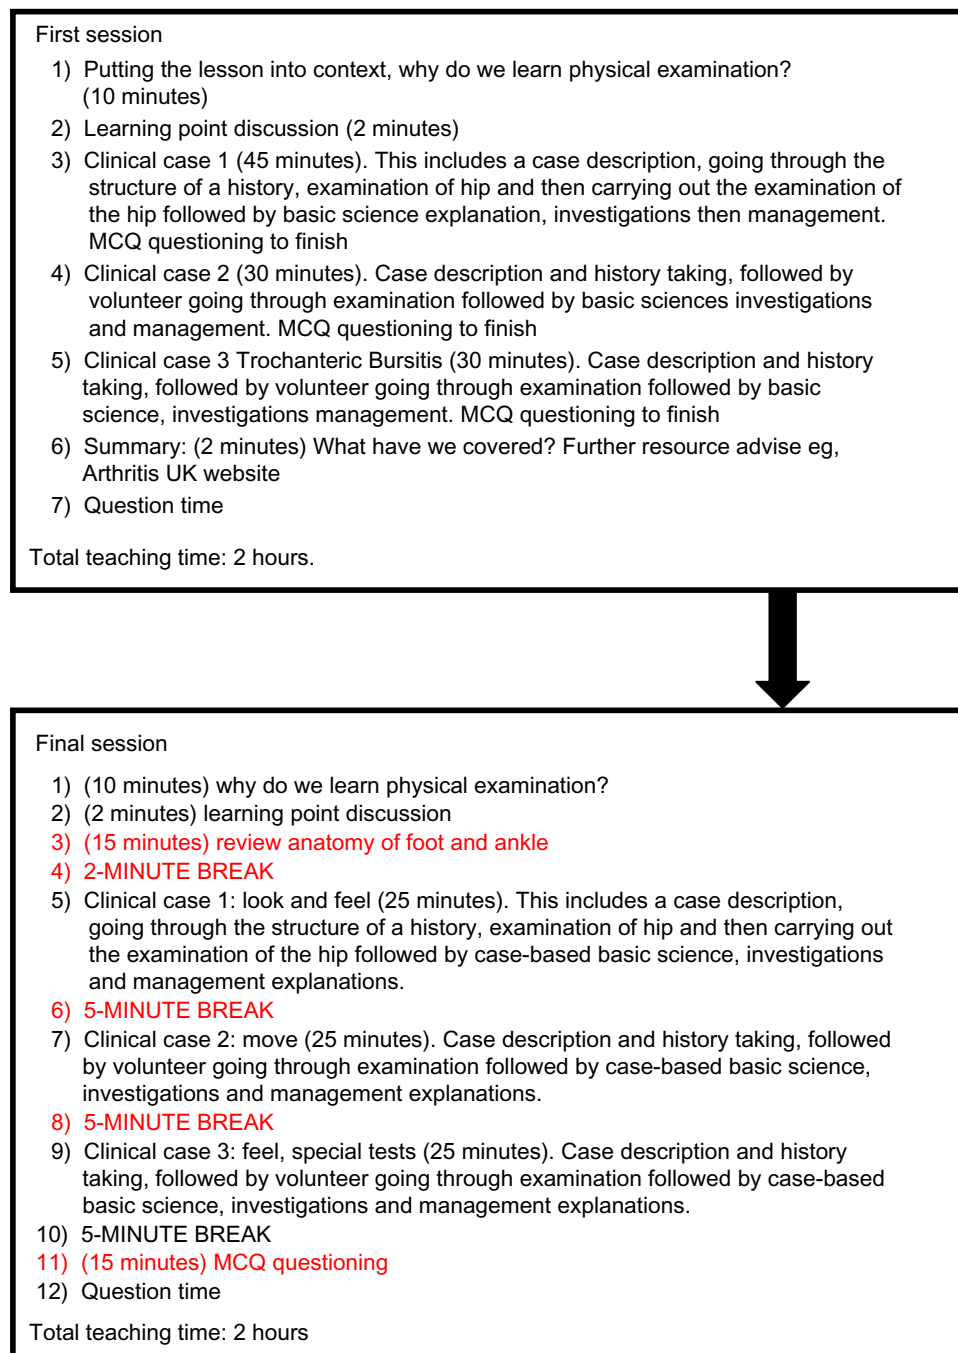 First session
1) Putting the lesson into context, why do we learn physical examination?
(10 minutes)
2) Learning point discussion (2 minutes)
3) Clinical case 1 (45 minutes). This includes a case description, going through the
structure of a history, examination of hip and then carrying out the examination of
the hip followed by basic science explanation, investigations then management.
MCQ questioning to finish
4) Clinical case 2 (30 minutes). Case description and history taking, followed by
volunteer going through examination followed by basic sciences investigations
and management. MCQ questioning to finish
5) Clinical case 3 Trochanteric Bursitis (30 minutes). Case description and history
taking, followed by volunteer going through examination followed by basic
science, investigations management. MCQ questioning to finish
6) Summary: (2 minutes) What have we covered? Further resource advise eg,
Arthritis UK website
7) Question time
Total teaching time: 2 hours.
Final session
1) (10 minutes) why do we learn physical examination?
2) (2 minutes) learning point discussion
3) (15 minutes) review anatomy of foot and ankle
4) 2-MINUTE BREAK
5) Clinical case 1: look and feel (25 minutes). This includes a case description,
going through the structure of a history, examination of hip and then carrying out
the examination of the hip followed by case-based basic science, investigations
and management explanations.
6) 5-MINUTE BREAK
7) Clinical case 2: move (25 minutes). Case description and history taking, followed
by volunteer going through examination followed by case-based basic science,
investigations and management explanations.
8) 5-MINUTE BREAK
9) Clinical case 3: feel, special tests (25 minutes). Case description and history
taking, followed by volunteer going through examination followed by case-based
basic science, investigations and management explanations.
10) 5-MINUTE BREAK
11) (15 minutes) MCQ questioning
12) Question time
Total teaching time: 2 hours